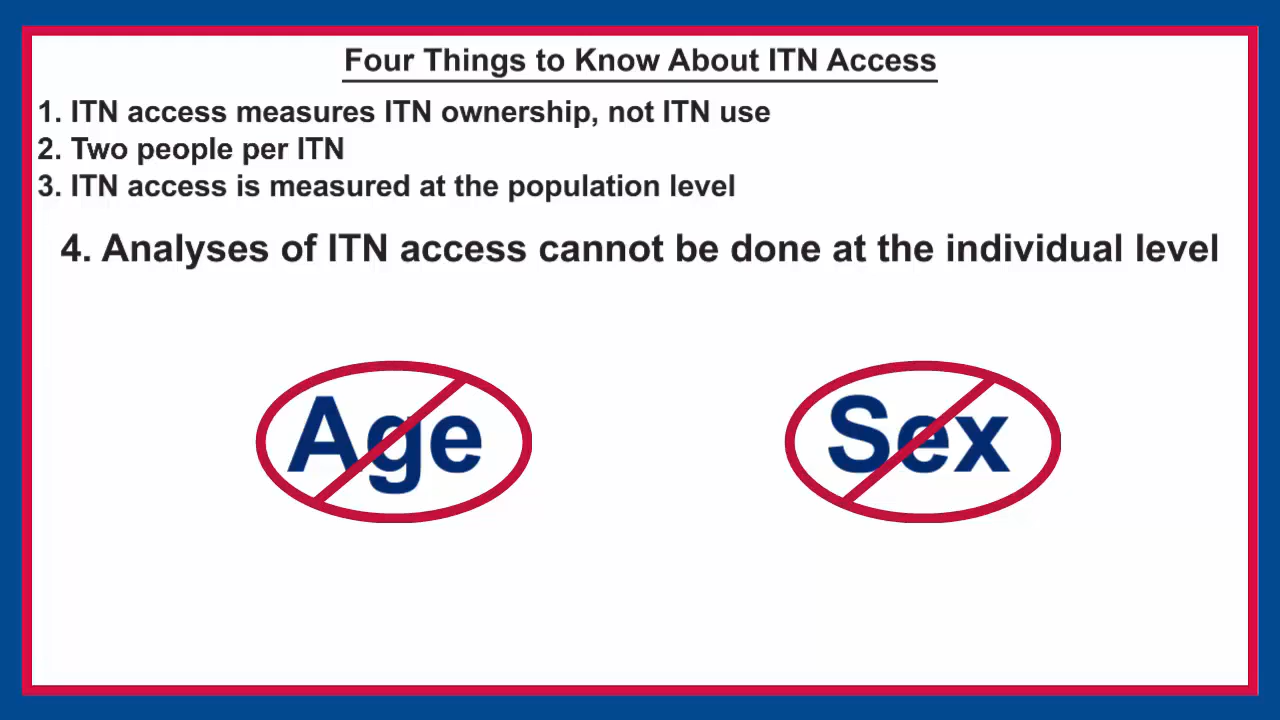 Four Things to Know About ITN Access
1. ITN access measures ITN ownership, not ITN use
2. Two people per ITN
3. ITN access is measured at the population level
4. Analyses of ITN access cannot be done at the individual level
Age
Sex